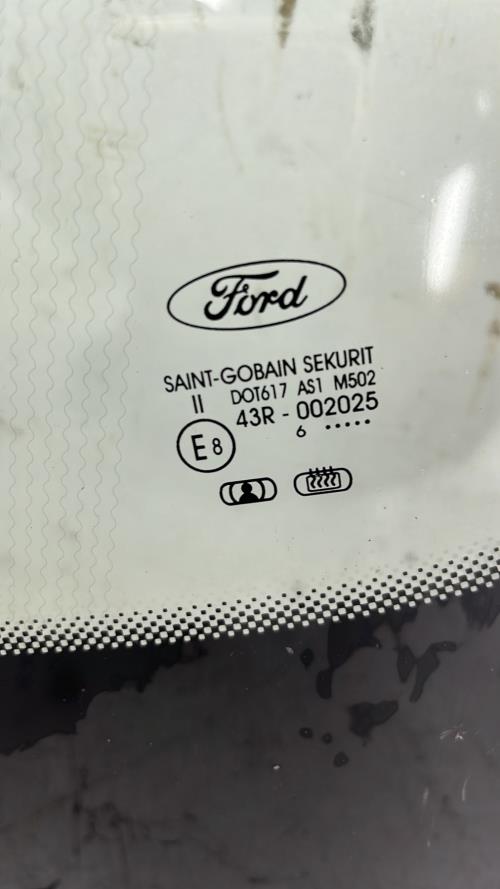 Ford
SAINT-GOBAIN SEKURIT
II DOT617 AS1 M502
43R - 002025
E8
6 .....